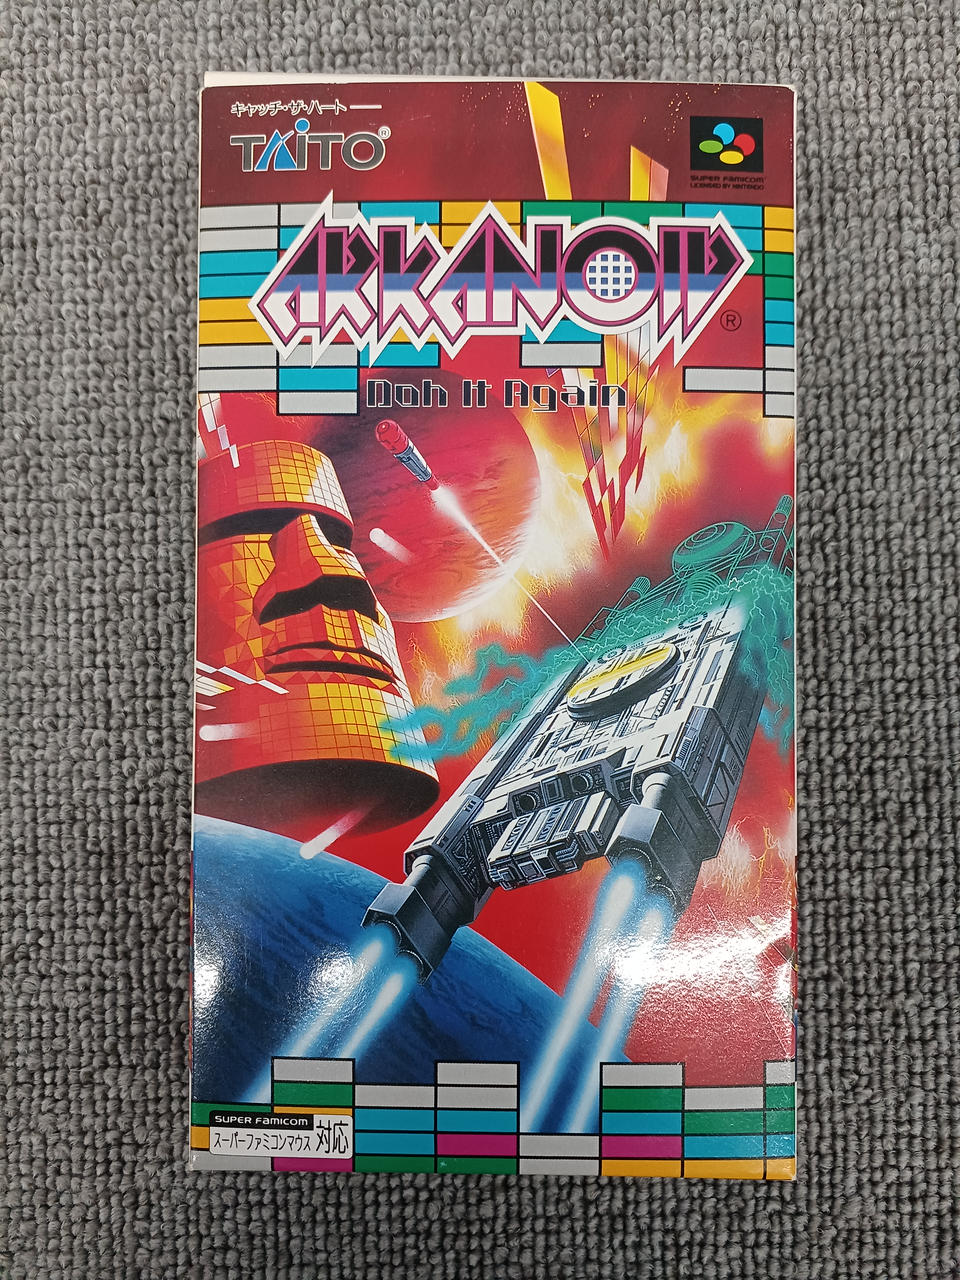 キャッチ・ザ・ハート
TAITO®
SUPER FAMICOM
LICENSED BY NINTENDO
ARKANOID®
Doh It Again
SUPER FAMICOM
スーパーファミコンマウス 対応